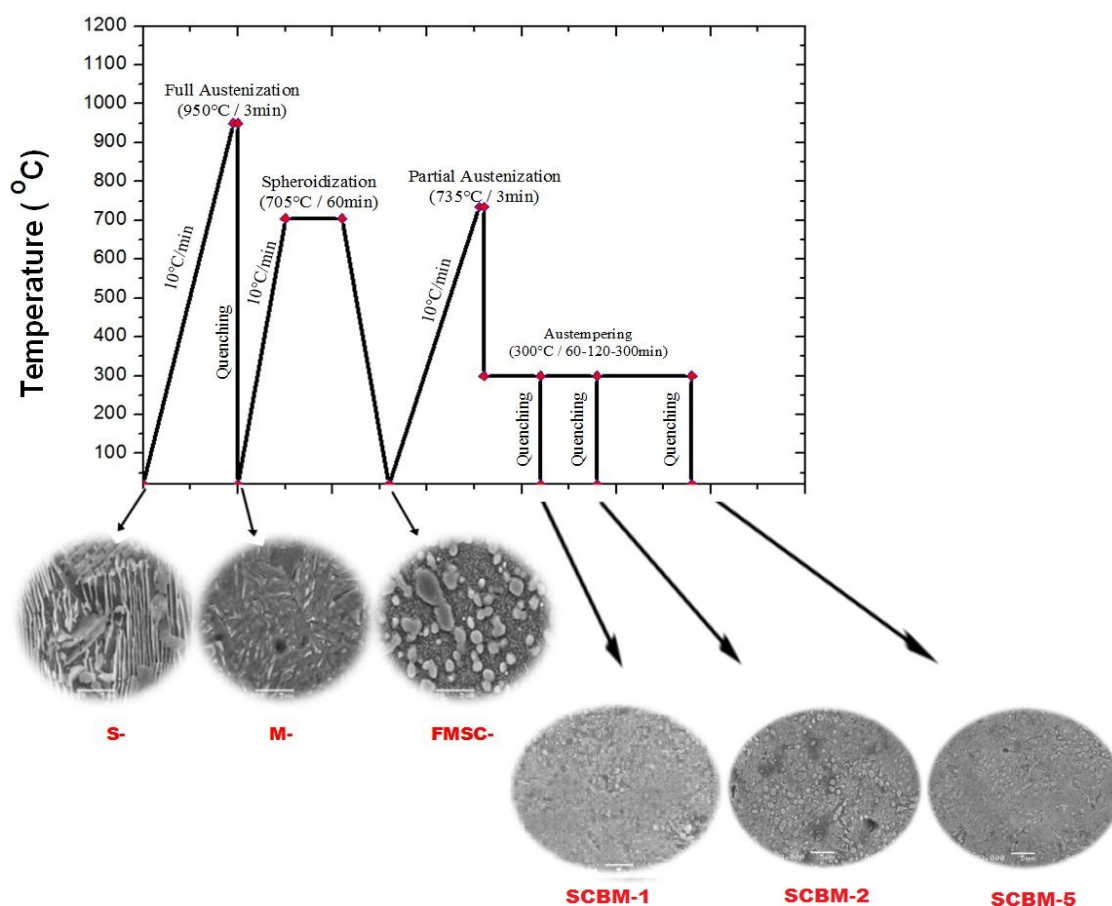 1200
1100
1000
900
800
700
600
500
400
300
200
100
Temperature ( °C)
Full Austenization
(950°C / 3min)
10°C/min
Quenching
Spheroidization
(705°C / 60min)
10°C/min
Partial Austenization
(735°C / 3min)
10°C/min
Austempering
(300°C / 60-120-300min)
Quenching
Quenching
Quenching
S-
M-
FMSC-
5µm
5µm
SCBM-1
SCBM-2
SCBM-5